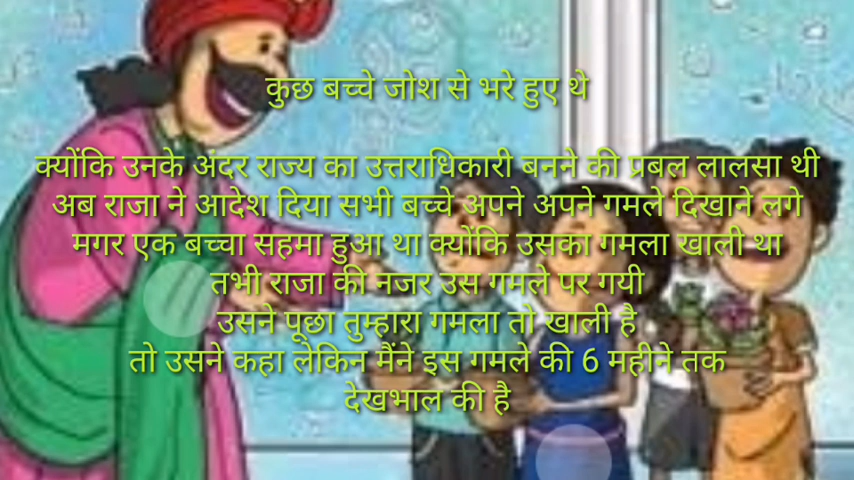 कुछ बच्चे जोश से भरे हुए थे
क्योंकि उनके अंदर राज्य का उत्तराधिकारी बनने की प्रबल लालसा थी
अब राजा ने आदेश दिया सभी बच्चे अपने अपने गमले दिखाने लगे
मगर एक बच्चा सहमा हुआ था क्योंकि उसका गमला खाली था
तभी राजा की नजर उस गमले पर गयी
उसने पूछा तुम्हारा गमला तो खाली है
तो उसने कहा लेकिन मैंने इस गमले की 6 महीने तक
देखभाल की है